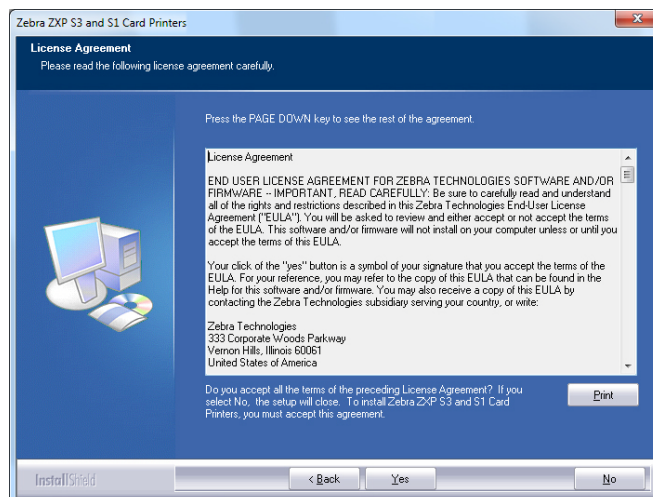 Zebra ZXP S3 and S1 Card Printers
License Agreement
Please read the following license agreement carefully.
Press the PAGE DOWN key to see the rest of the agreement.
License Agreement
END USER LICENSE AGREEMENT FOR ZEBRA TECHNOLOGIES SOFTWARE AND/OR
FIRMWARE -- IMPORTANT, READ CAREFULLY: Be sure to carefully read and understand
all of the rights and restrictions described in this Zebra Technologies End-User License
Agreement ("EULA"). You will be asked to review and either accept or not accept the terms
of the EULA. This software and/or firmware will not install on your computer unless or until you
accept the terms of this EULA.
Your click of the "yes" button is a symbol of your signature that you accept the terms of the
EULA. For your reference, you may refer to the copy of this EULA that can be found in the
Help for this software and/or firmware. You may also receive a copy of this EULA by
contacting the Zebra Technologies subsidiary serving your country, or write:
Zebra Technologies
333 Corporate Woods Parkway
Vernon Hills, Illinois 60061
United States of America
Do you accept all the terms of the preceding License Agreement? If you
select No, the setup will close. To install Zebra ZXP S3 and S1 Card
Printers, you must accept this agreement.
Print
InstallShield
< Back
Yes
No